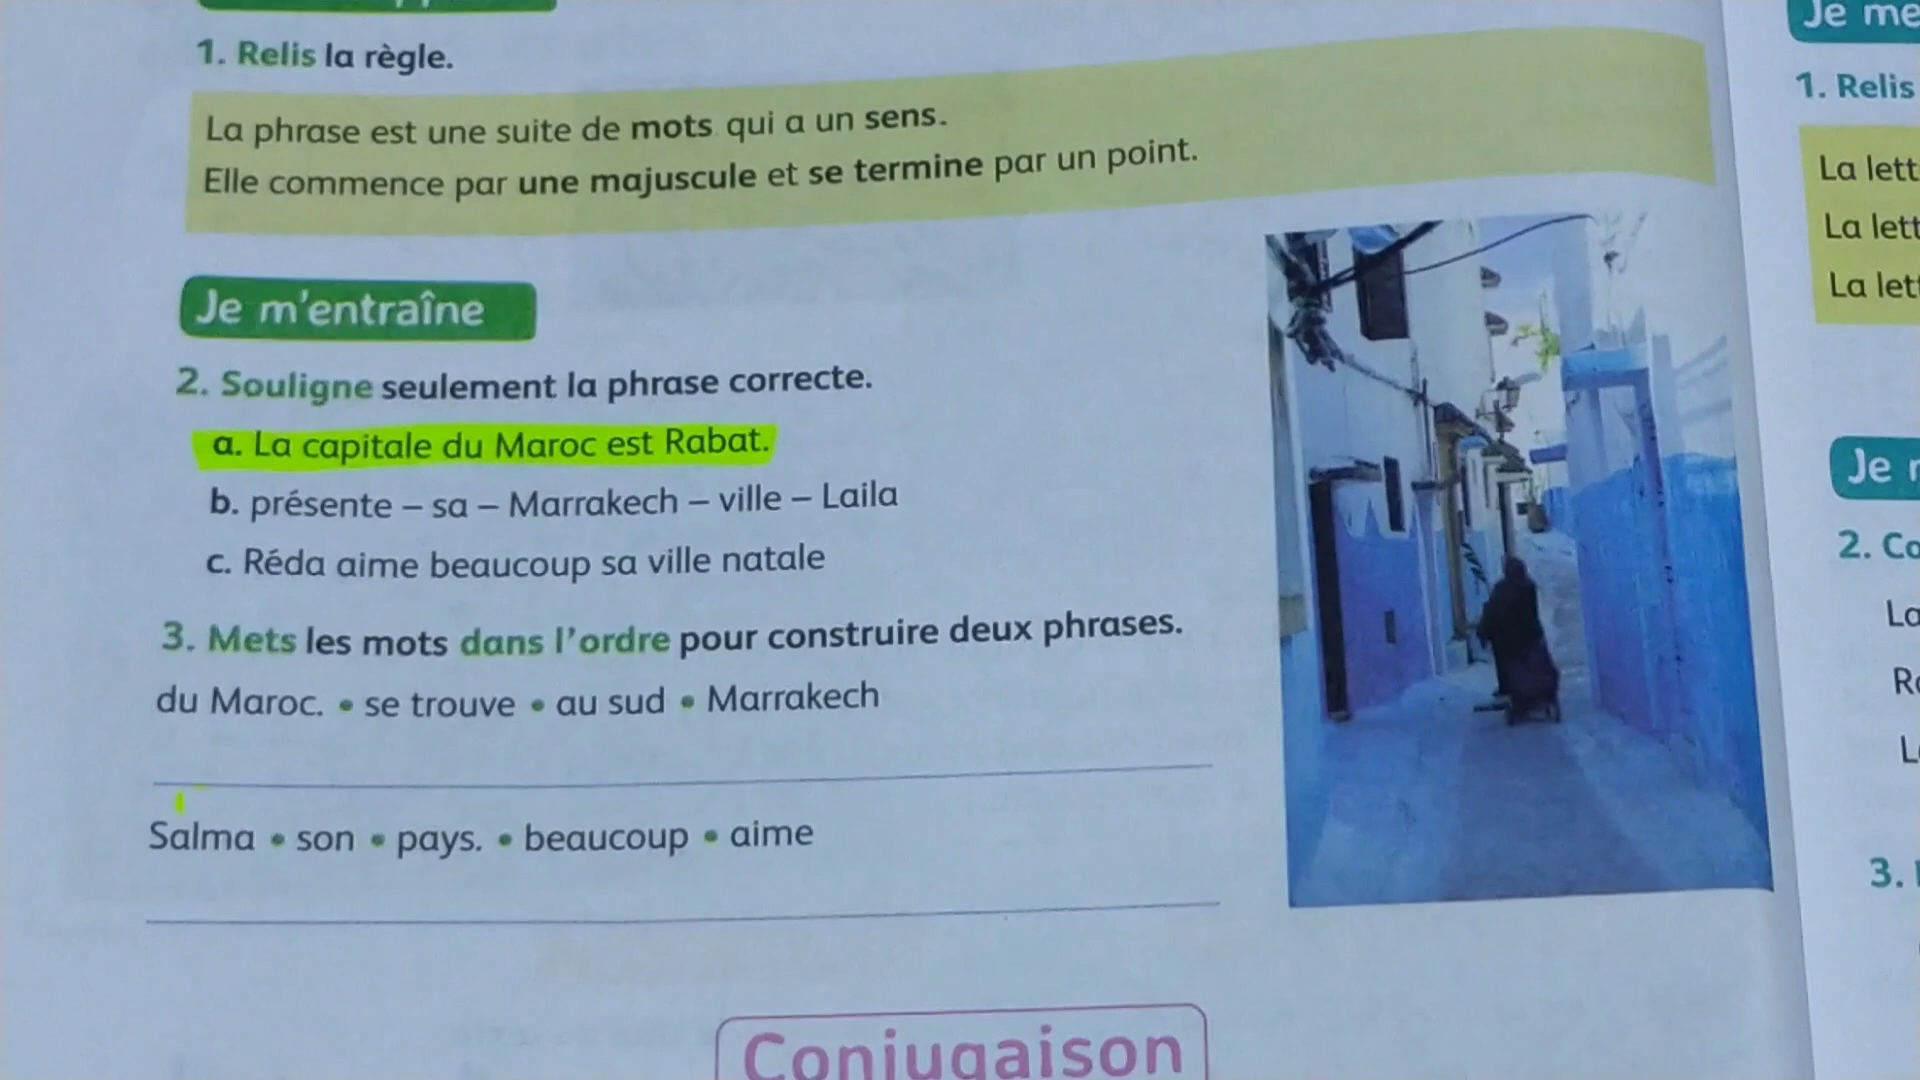 1. Relis la règle.
La phrase est une suite de mots qui a un sens.
Elle commence par une majuscule et se termine par un point.
Je m'entraîne
2. Souligne seulement la phrase correcte.
a. La capitale du Maroc est Rabat.
b. présente – sa – Marrakech – ville – Laila
c. Réda aime beaucoup sa ville natale
3. Mets les mots dans l'ordre pour construire deux phrases.
du Maroc. • se trouve • au sud • Marrakech
Salma • son • pays. • beaucoup • aime
Conjugaison
Je me
1. Relis
La lett
La lett
La lett
Je
2. Co
3.